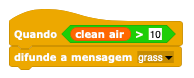 Quando clean air > 10
difunde a mensagem grass